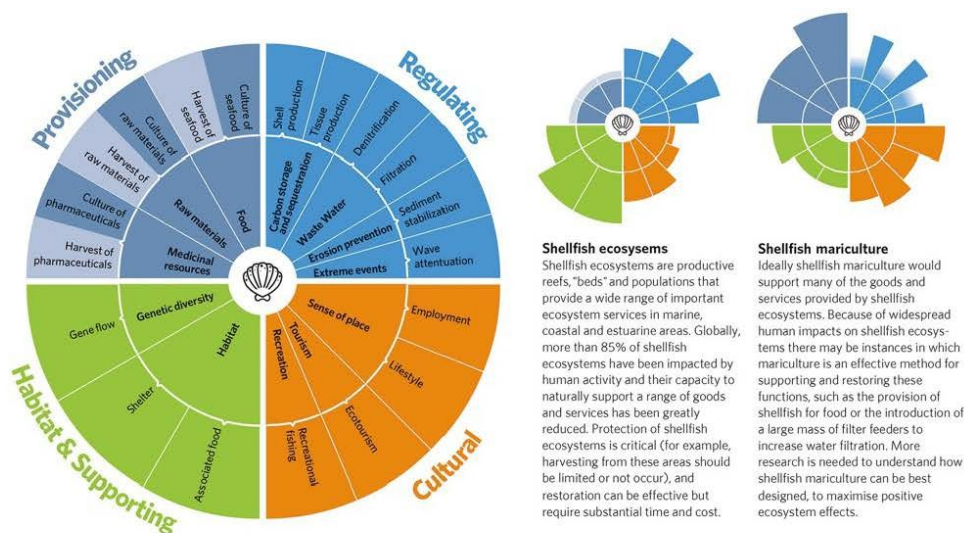 Provisioning
Culture of
seafood
Harvest of
seafood
Culture of
raw materials
Harvest of
raw materials
Culture of
pharmaceuticals
Harvest of
pharmaceuticals
Food
Raw materials
Medicinal
resources
Regulating
Shell
production
Tissue
production
Denitrification
Filtration
Sediment
stabilization
Wave
attentuation
Carbon storage
and sequestration
Waste Water
Erosion prevention
Extreme events
Habitat & Supporting
Genetic diversity
Habitat
Gene flow
Shelter
Associated food
Cultural
Sense of place
Tourism
Recreation
Employment
Lifestyle
Ecotourism
Recreational
fishing
Shellfish ecosysems
Shellfish ecosystems are productive
reefs, "beds" and populations that
provide a wide range of important
ecosystem services in marine,
coastal and estuarine areas. Globally,
more than 85% of shellfish
ecosystems have been impacted by
human activity and their capacity to
naturally support a range of goods
and services has been greatly
reduced. Protection of shellfish
ecosystems is critical (for example,
harvesting from these areas should
be limited or not occur), and
restoration can be effective but
require substantial time and cost.
Shellfish mariculture
Ideally shellfish mariculture would
support many of the goods and
services provided by shellfish
ecosystems. Because of widespread
human impacts on shellfish ecosys-
tems there may be instances in which
mariculture is an effective method for
supporting and restoring these
functions, such as the provision of
shellfish for food or the introduction of
a large mass of filter feeders to
increase water filtration. More
research is needed to understand how
shellfish mariculture can be best
designed, to maximise positive
ecosystem effects.